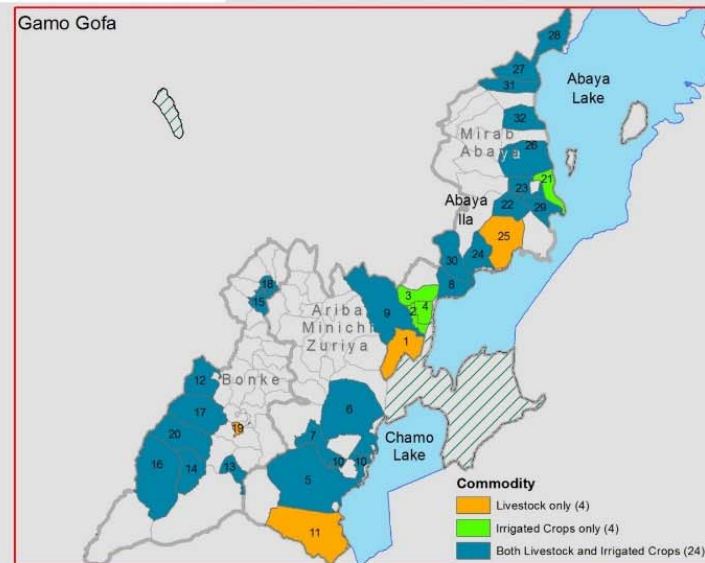 Gamo Gofa
28
27
31
Abaya
Lake
32
Mirab
Abaya
26
21
23
22
29
Abaya
Ila
25
24
30
8
18
15
3
2
4
9
1
Ariba
Minichi
Zuriya
12
Bonke
17
19
20
16
14
13
6
7
10
10
5
11
Chamo
Lake
Commodity
Livestock only (4)
Irrigated Crops only (4)
Both Livestock and Irrigated Crops (24)